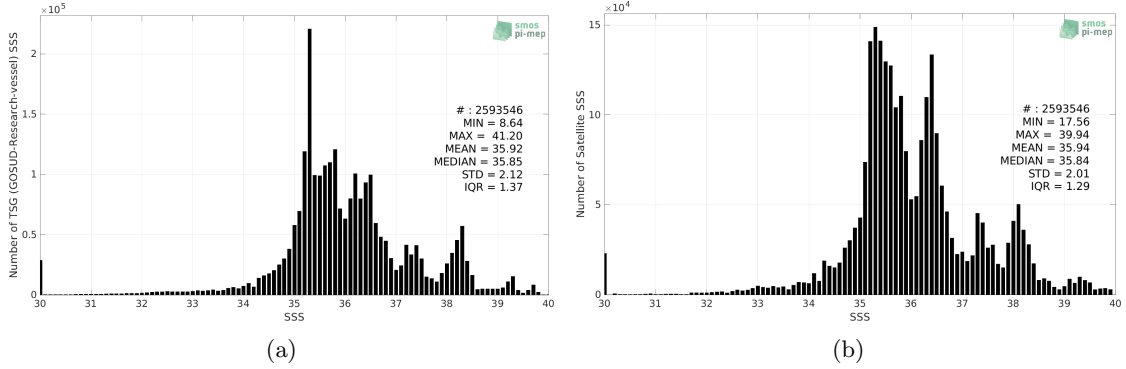 ×10^5
smos
pi-mep
Number of TSG (GOSUD-Research-vessel) SSS
2
1.5
1
0.5
0
# : 2593546
MIN = 8.64
MAX = 41.20
MEAN = 35.92
MEDIAN = 35.85
STD = 2.12
IQR = 1.37
30 31 32 33 34 35 36 37 38 39 40
SSS
(a)
×10^4
smos
pi-mep
Number of Satellite SSS
15
10
5
0
# : 2593546
MIN = 17.56
MAX = 39.94
MEAN = 35.94
MEDIAN = 35.84
STD = 2.01
IQR = 1.29
30 31 32 33 34 35 36 37 38 39 40
SSS
(b)